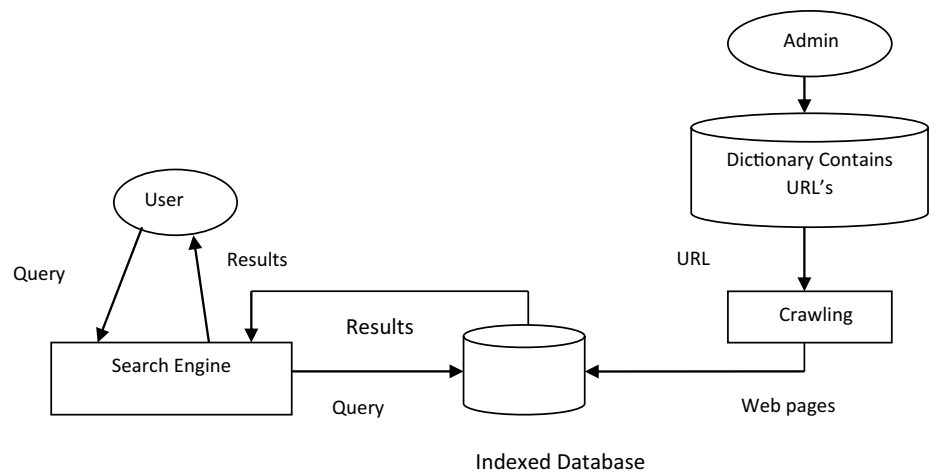 Admin
Dictionary Contains
URL's
User
Query
Results
URL
Crawling
Results
Search Engine
Query
Web pages
Indexed Database